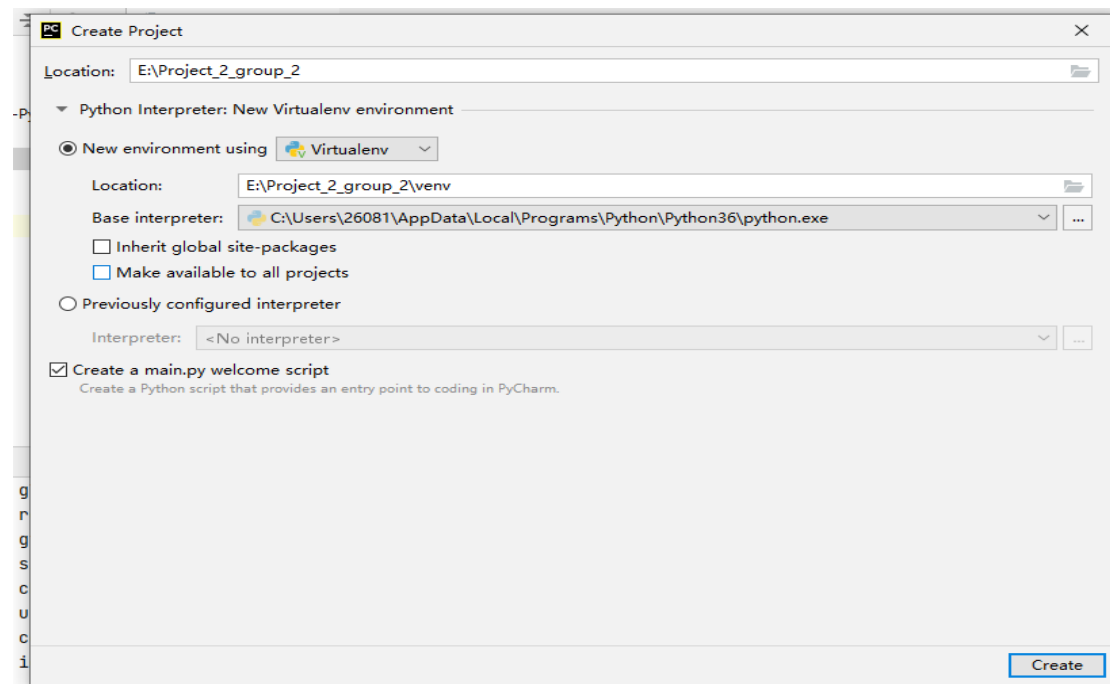 PC Create Project
Location: E:\Project_2_group_2
Python Interpreter: New Virtualenv environment
-Py
New environment using Virtualenv
Location: E:\Project_2_group_2\venv
Base interpreter: C:\Users\26081\AppData\Local\Programs\Python\Python36\python.exe ...
Inherit global site-packages
Make available to all projects
Previously configured interpreter
Interpreter: <No interpreter> ...
Create a main.py welcome script
Create a Python script that provides an entry point to coding in PyCharm.
g
r
g
s
c
u
c
i
Create